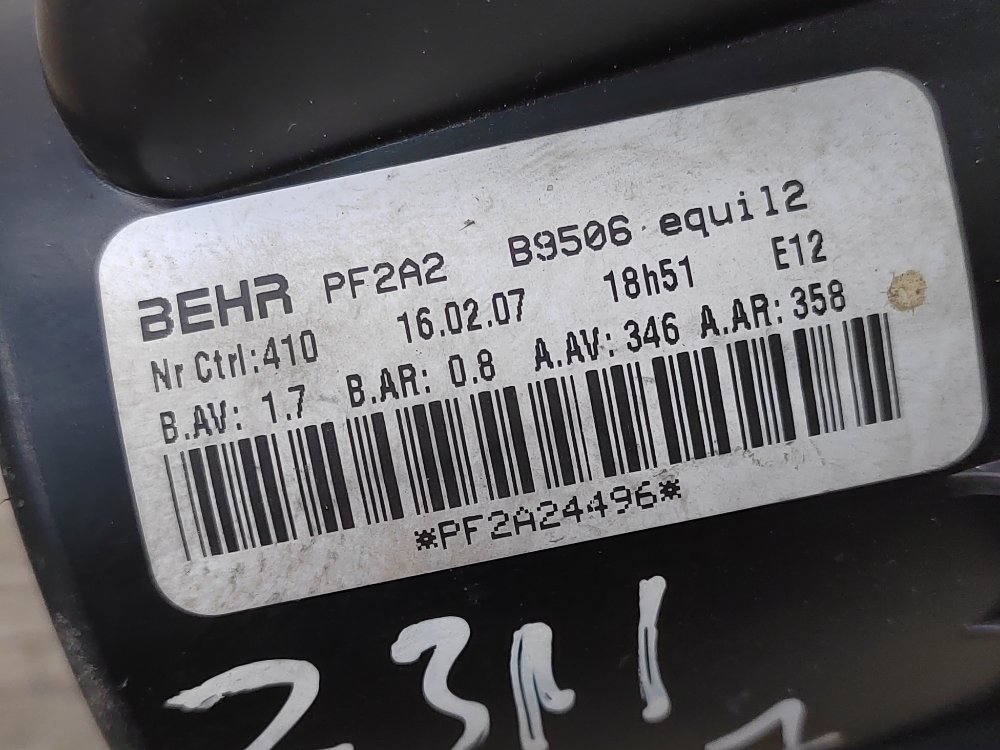 BEHR PF2A2 B9506 equil2
Nr Ctrl:410 16.02.07 18h51 E12
B.AV: 1.7 B.AR: 0.8 A.AV: 346 A.AR: 358
*PF2A24496*